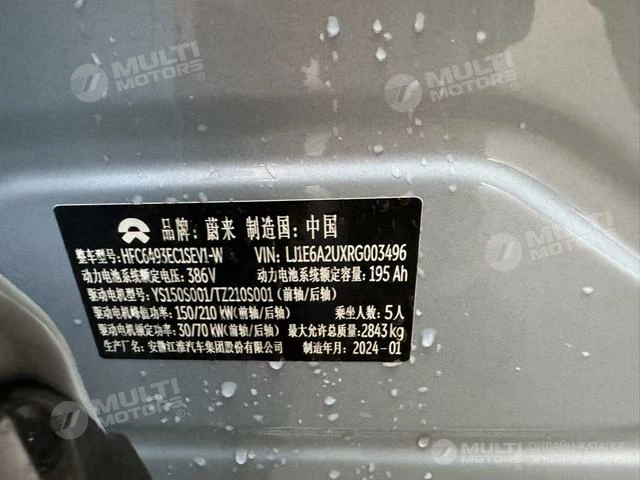 MULTI MOTORS
MULTI MOTORS
MULTI MOTORS
品牌: 蔚来 制造国: 中国
整车型号: HFC6493EC1SEV1-W VIN: LJ1E6A2UXRG003496
动力电池系统额定电压: 386V 动力电池系统额定容量: 195 Ah
驱动电机型号: YS150S001/TZ210S001 (前轴/后轴)
驱动电机峰值功率: 150/210 kW(前轴/后轴) 乘坐人数: 5人
驱动电机额定功率: 30/70 kW(前轴/后轴) 最大允许总质量: 2843 kg
生产厂名: 安徽江淮汽车集团股份有限公司 制造年月: 2024-01
MULTI MOTORS
MULTI MOTORS
ОНЛАЙН-КАТАЛОГ